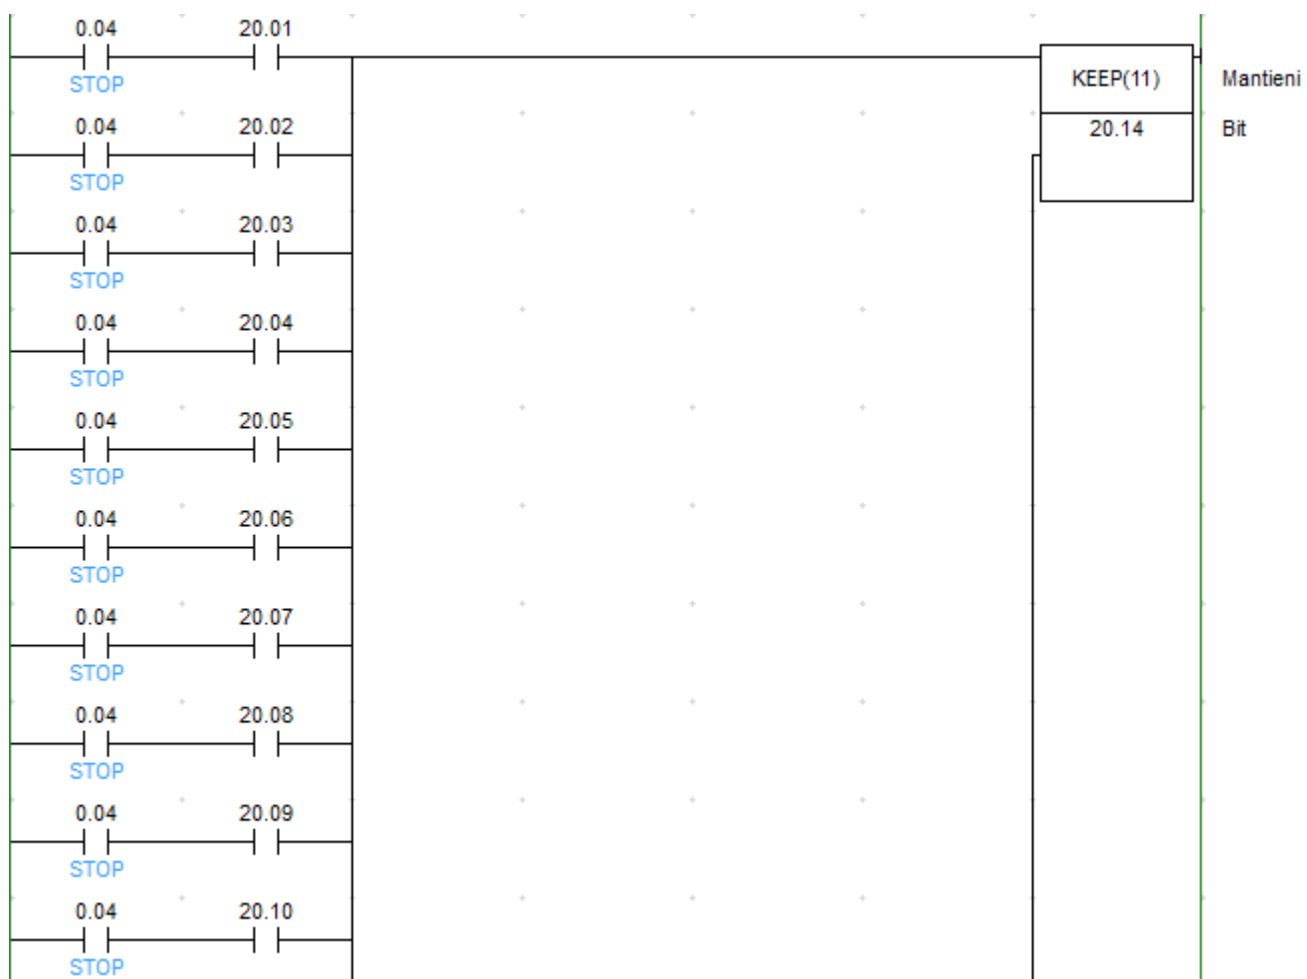 0.04 20.01
STOP
KEEP(11) Mantieni
0.04 20.02 20.14 Bit
STOP
0.04 20.03
STOP
0.04 20.04
STOP
0.04 20.05
STOP
0.04 20.06
STOP
0.04 20.07
STOP
0.04 20.08
STOP
0.04 20.09
STOP
0.04 20.10
STOP